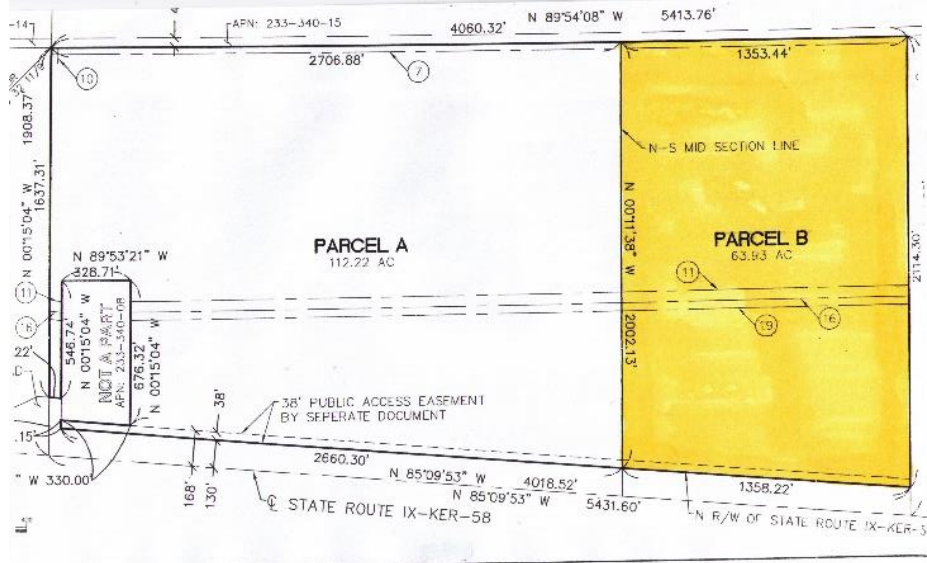 -14
APN: 233-340-15
4060.32'
N 89°54'08" W
5413.76'
10
2706.88'
7
1353.44'
1908.37'
1637.31'
N 00°15'04" W
N-S MID SECTION LINE
N 00°11'38" W
2002.13'
2114.30'
PARCEL A
112.22 AC
PARCEL B
63.93 AC
N 89°53'21" W
328.71'
11
16
546.74'
N 00°15'04" W
NOT A PART
APN: 233-340-08
676.32'
N 00°15'04" W
11
19
16
22'
38'
38' PUBLIC ACCESS EASEMENT
BY SEPERATE DOCUMENT
.15'
" W 330.00'
168'
130'
2660.30'
N 85°09'53" W
4018.52'
N 85°09'53" W
5431.60'
1358.22'
℄ STATE ROUTE IX-KER-58
N R/W OF STATE ROUTE IX-KER-5